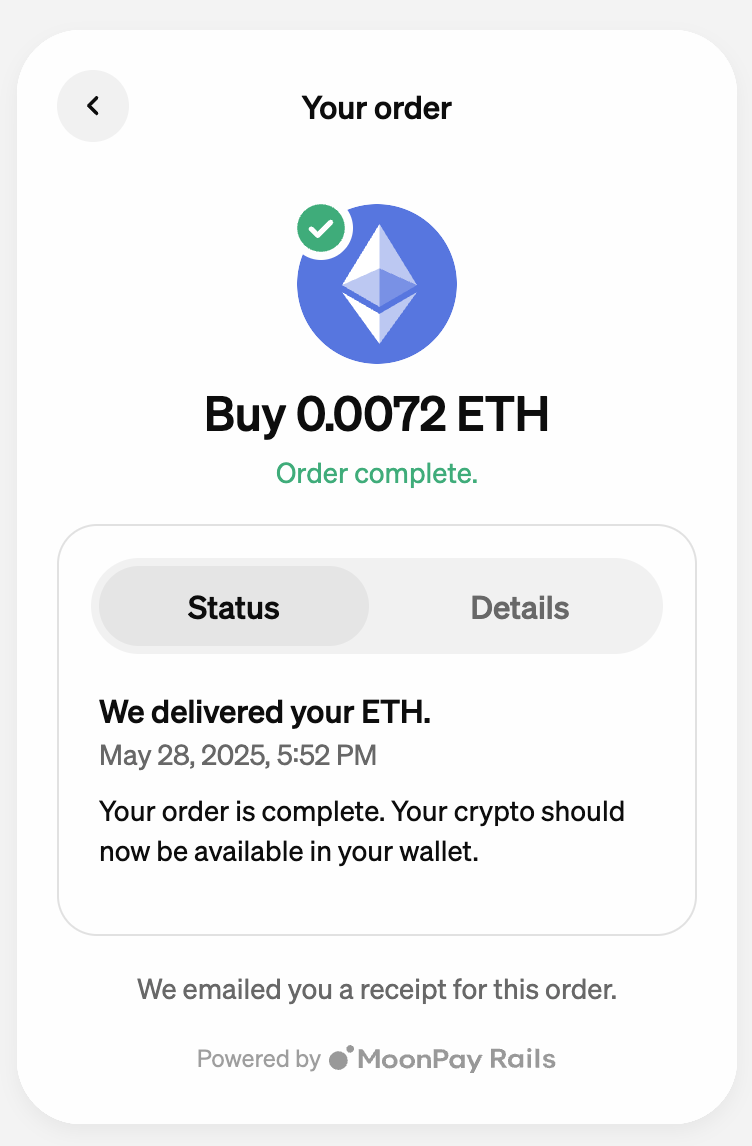 Your order
Buy 0.0072 ETH
Order complete.
Status
Details
We delivered your ETH.
May 28, 2025, 5:52 PM
Your order is complete. Your crypto should
now be available in your wallet.
We emailed you a receipt for this order.
Powered by MoonPay Rails